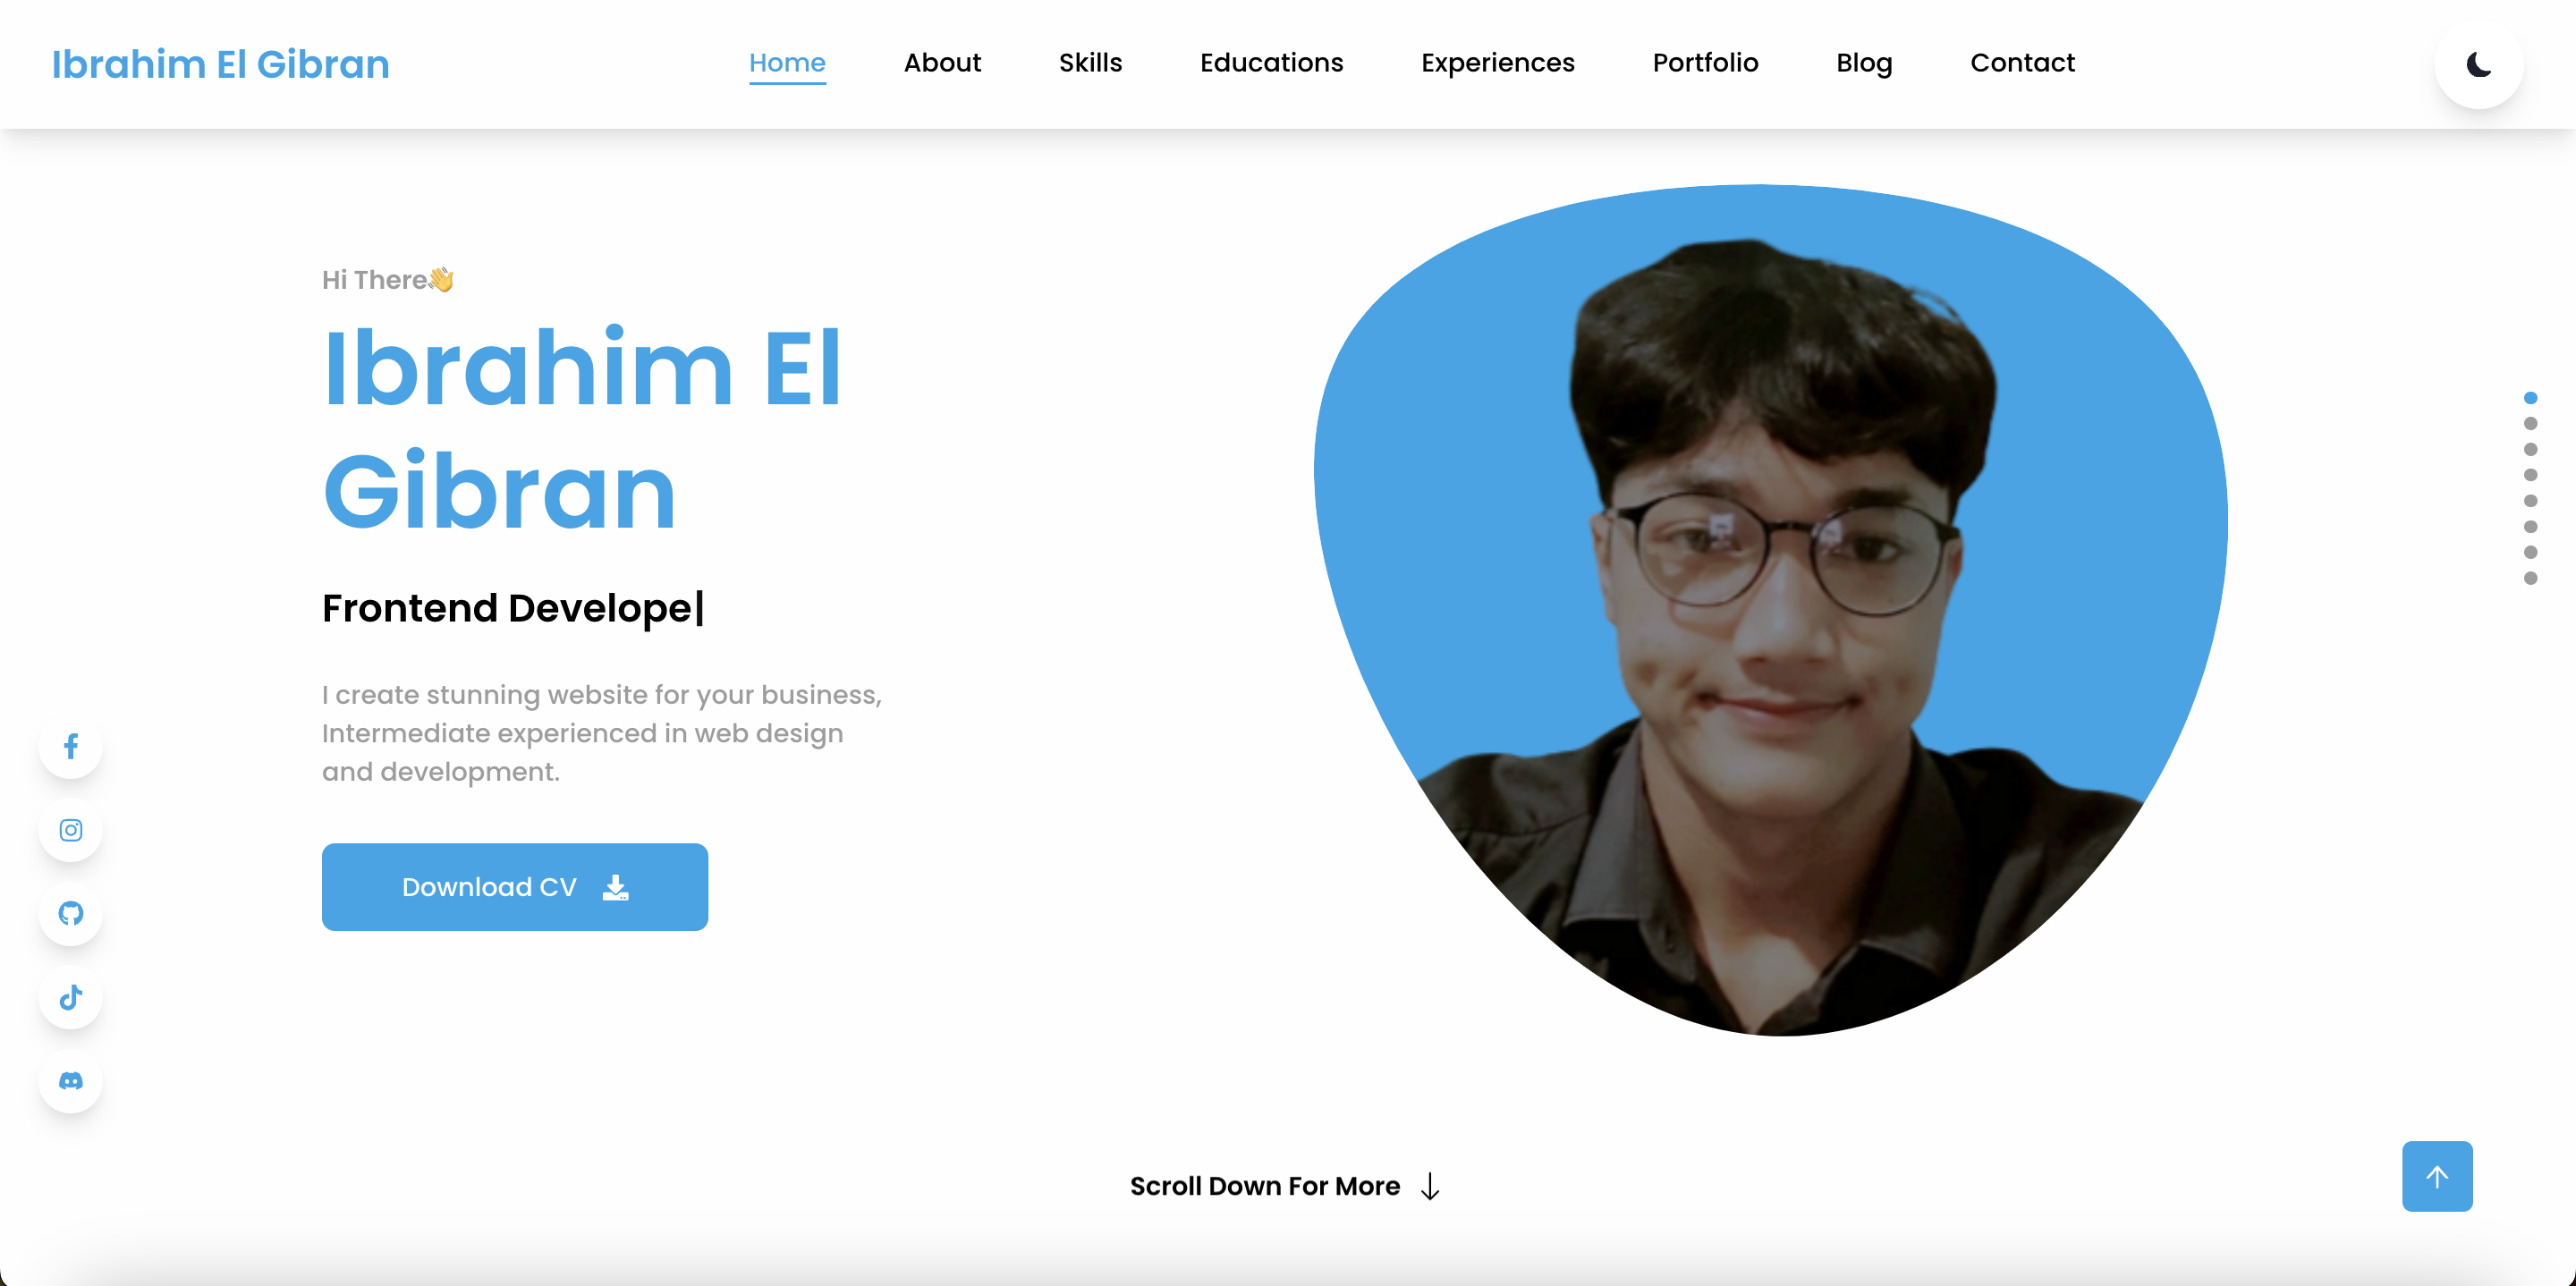 Ibrahim El Gibran
Home About Skills Educations Experiences Portfolio Blog Contact
Hi There👋
Ibrahim El
Gibran
Frontend Develope|
I create stunning website for your business,
Intermediate experienced in web design
and development.
Download CV
Scroll Down For More ↓